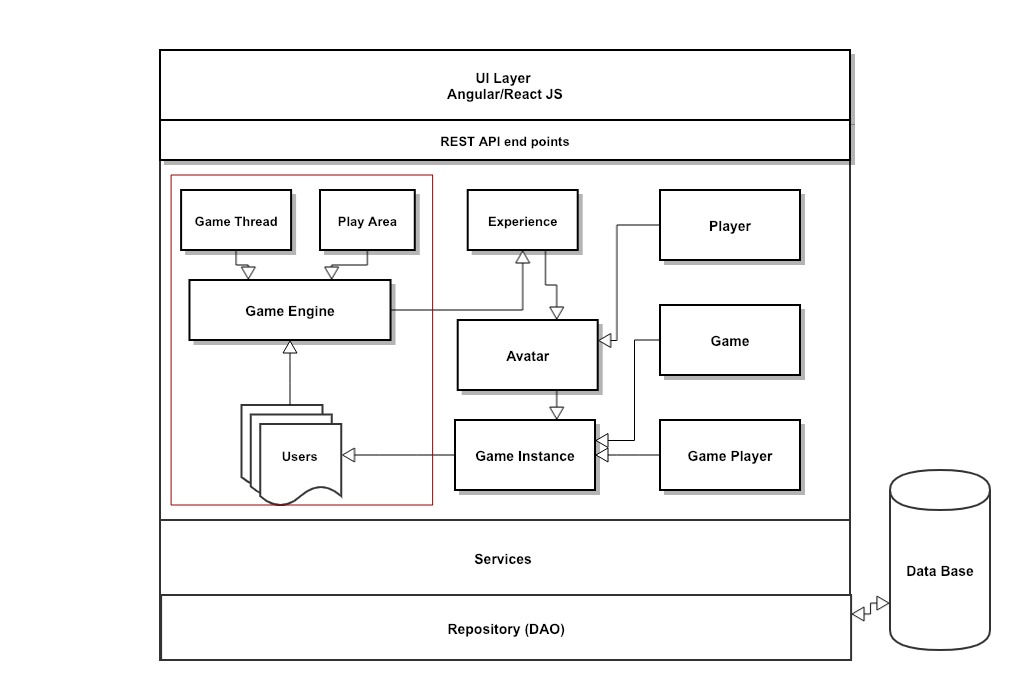 UI Layer
Angular/React JS
REST API end points
Game Thread
Play Area
Experience
Player
Game Engine
Avatar
Game
Users
Game Instance
Game Player
Services
Data Base
Repository (DAO)